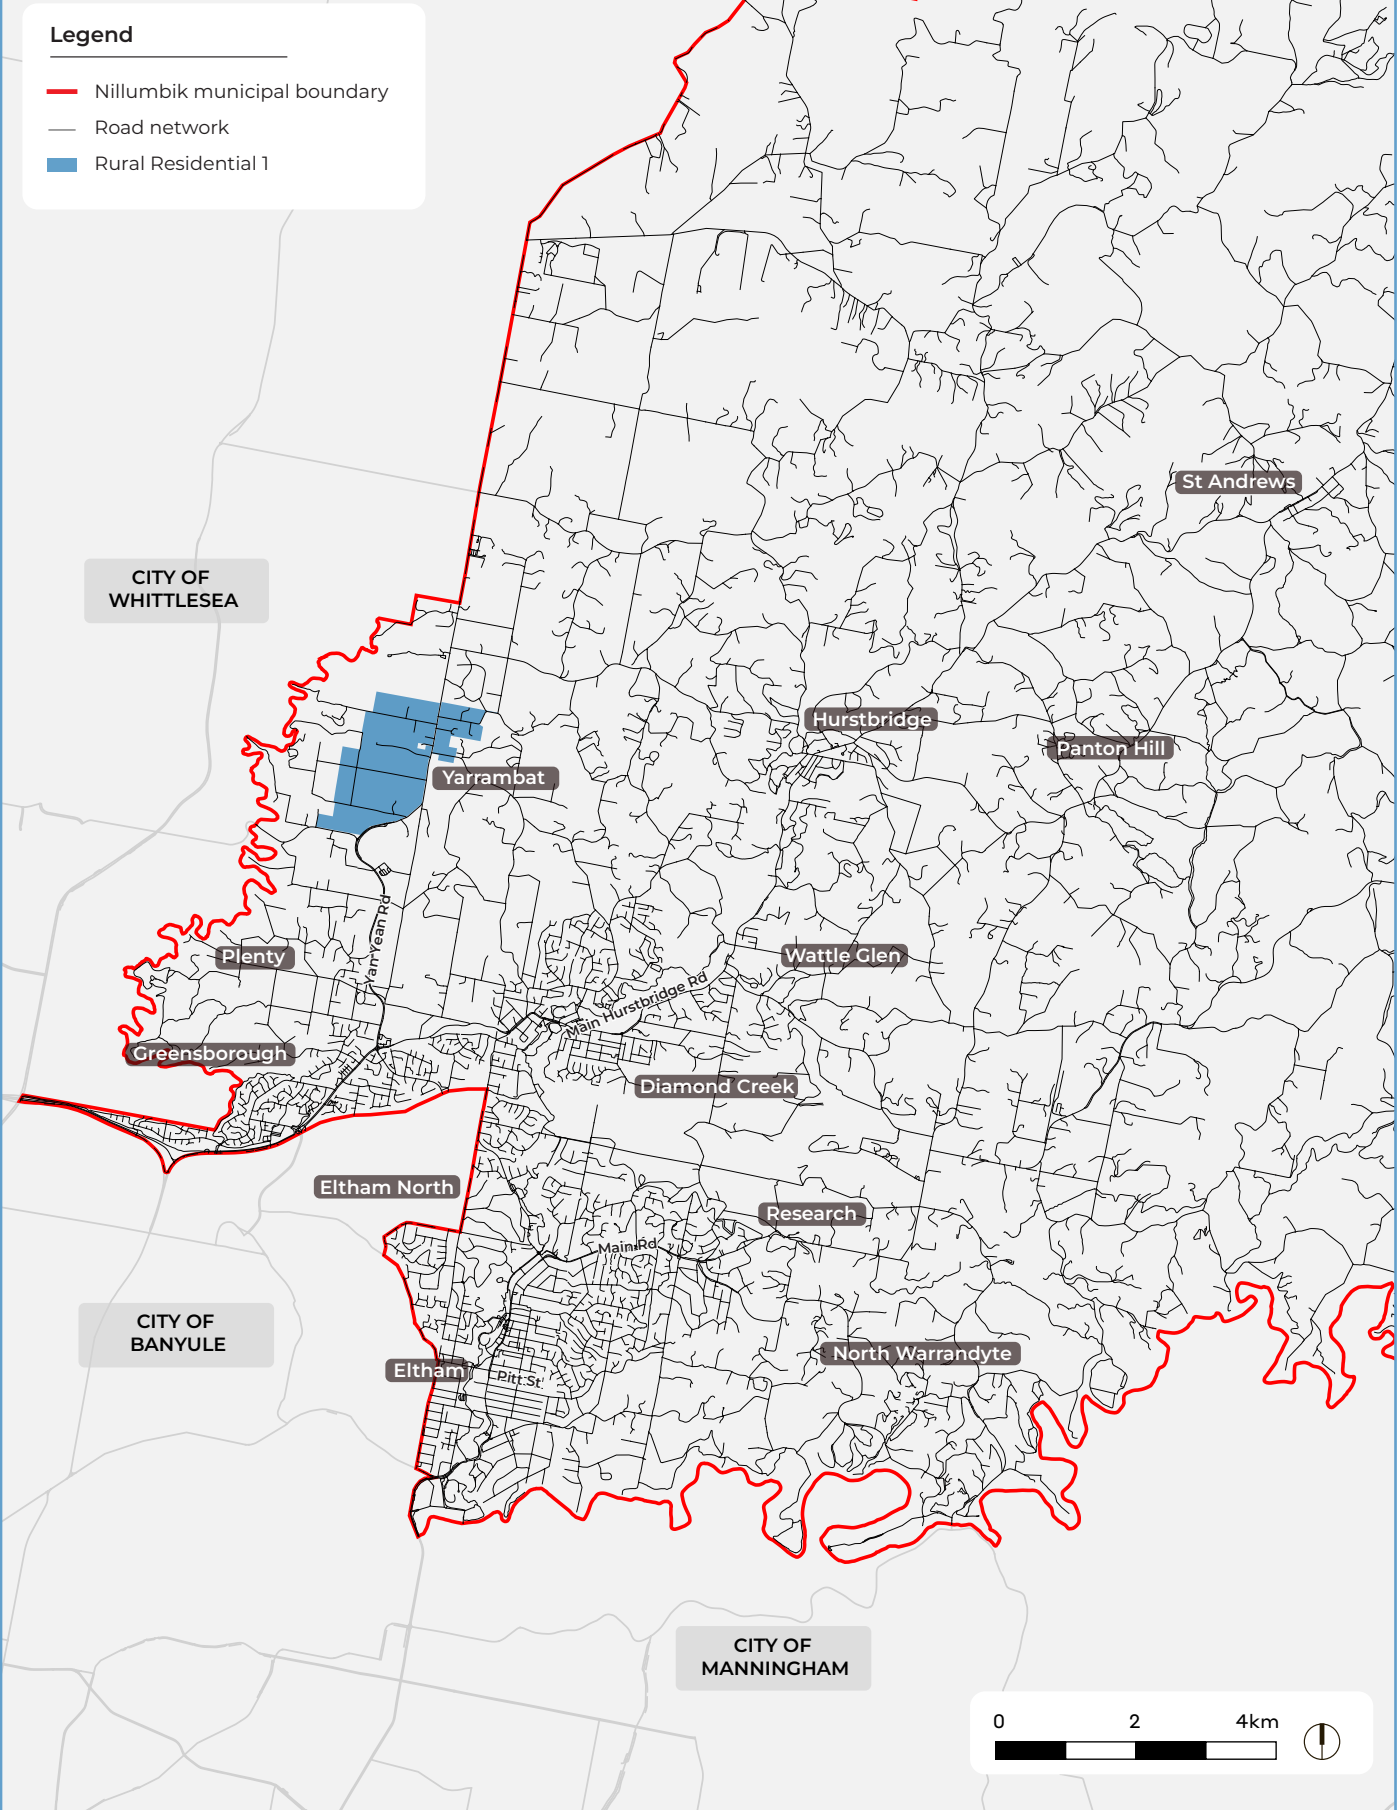 Legend
Nillumbik municipal boundary
Road network
Rural Residential 1
St Andrews
CITY OF
WHITTLESEA
Hurstbridge
Panton Hill
Yarrambat
Yan Yean Rd
Plenty
Wattle Glen
Main Hurstbridge Rd
Greensborough
Diamond Creek
Eltham North
Research
Main Rd
CITY OF
BANYULE
North Warrandyte
Eltham
Pitt St
CITY OF
MANNINGHAM
0 2 4km